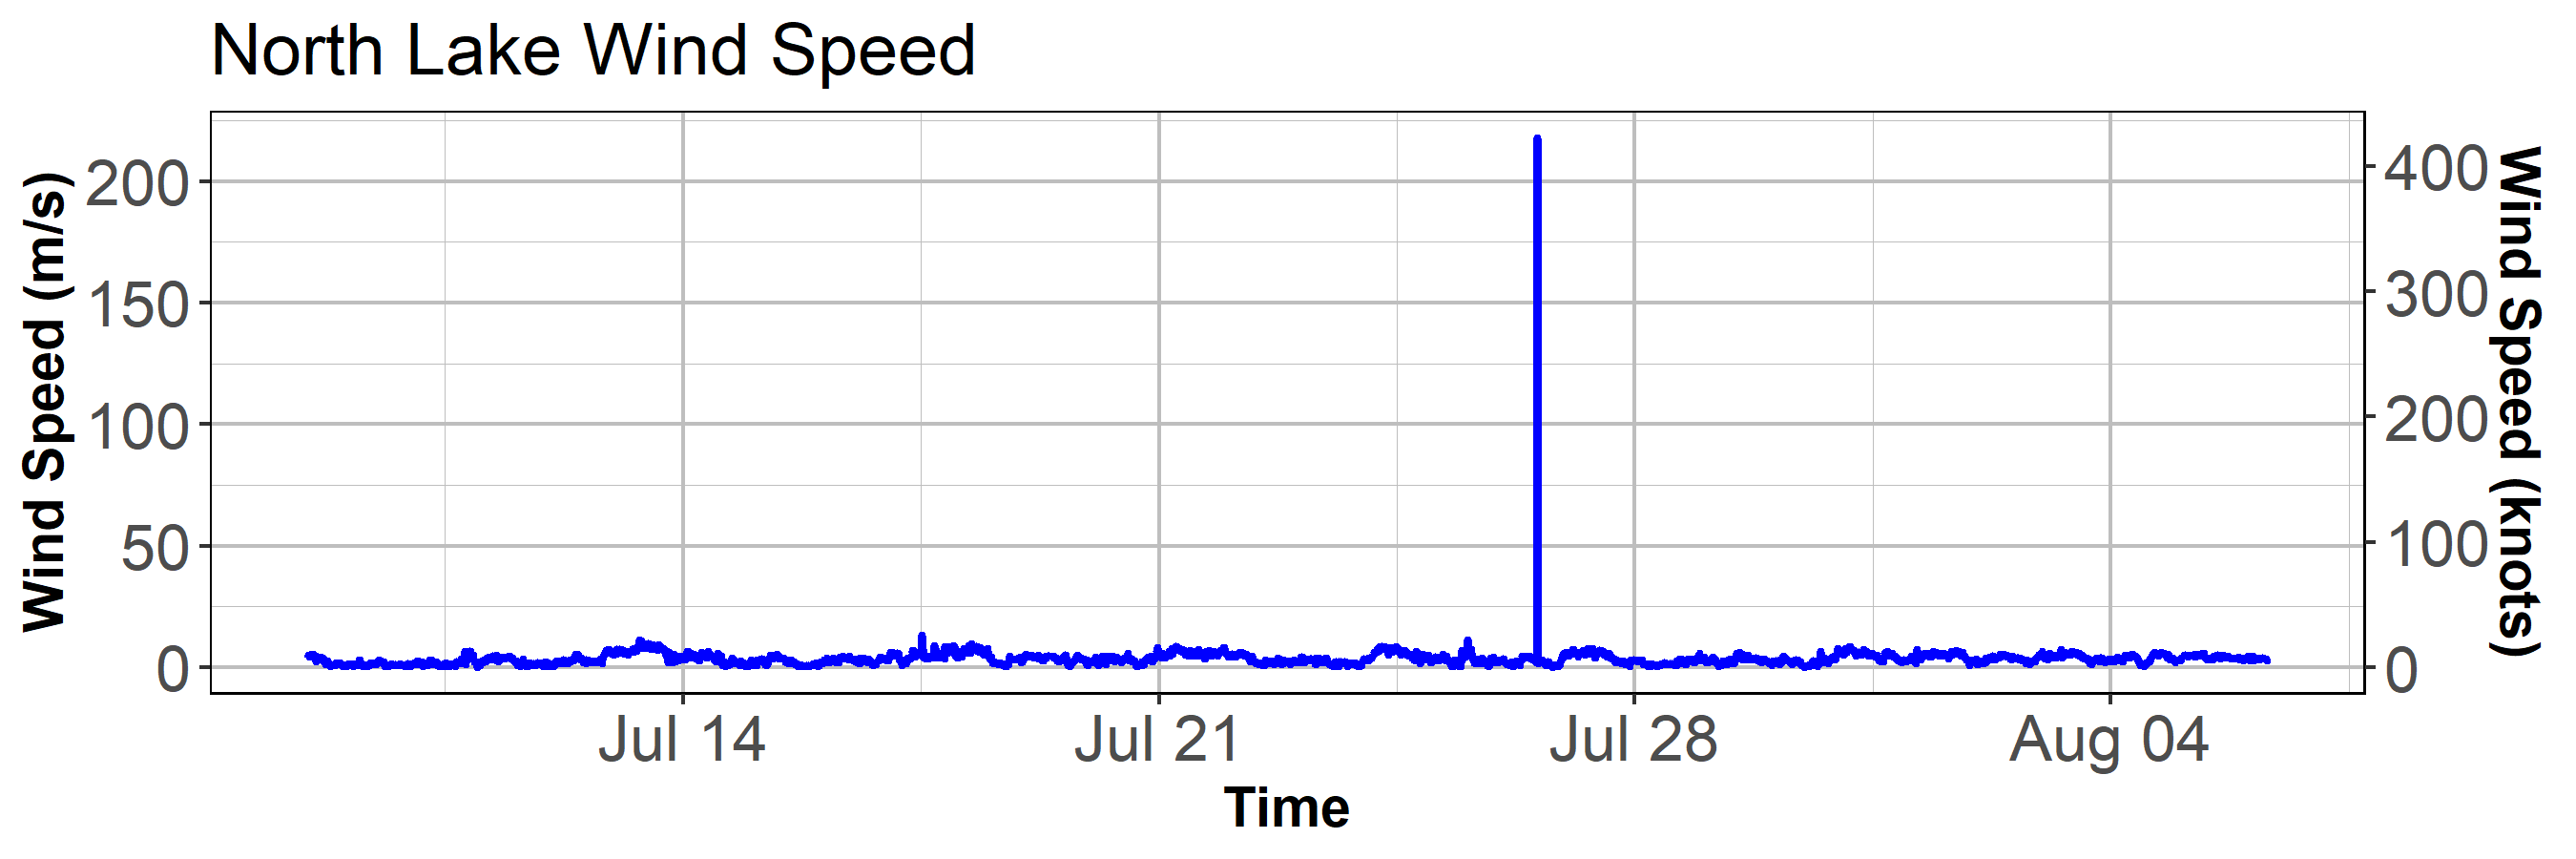 North Lake Wind Speed
Wind Speed (m/s)
200
150
100
50
0
400
300
200
100
0
Wind Speed (knots)
Jul 14
Jul 21
Jul 28
Aug 04
Time